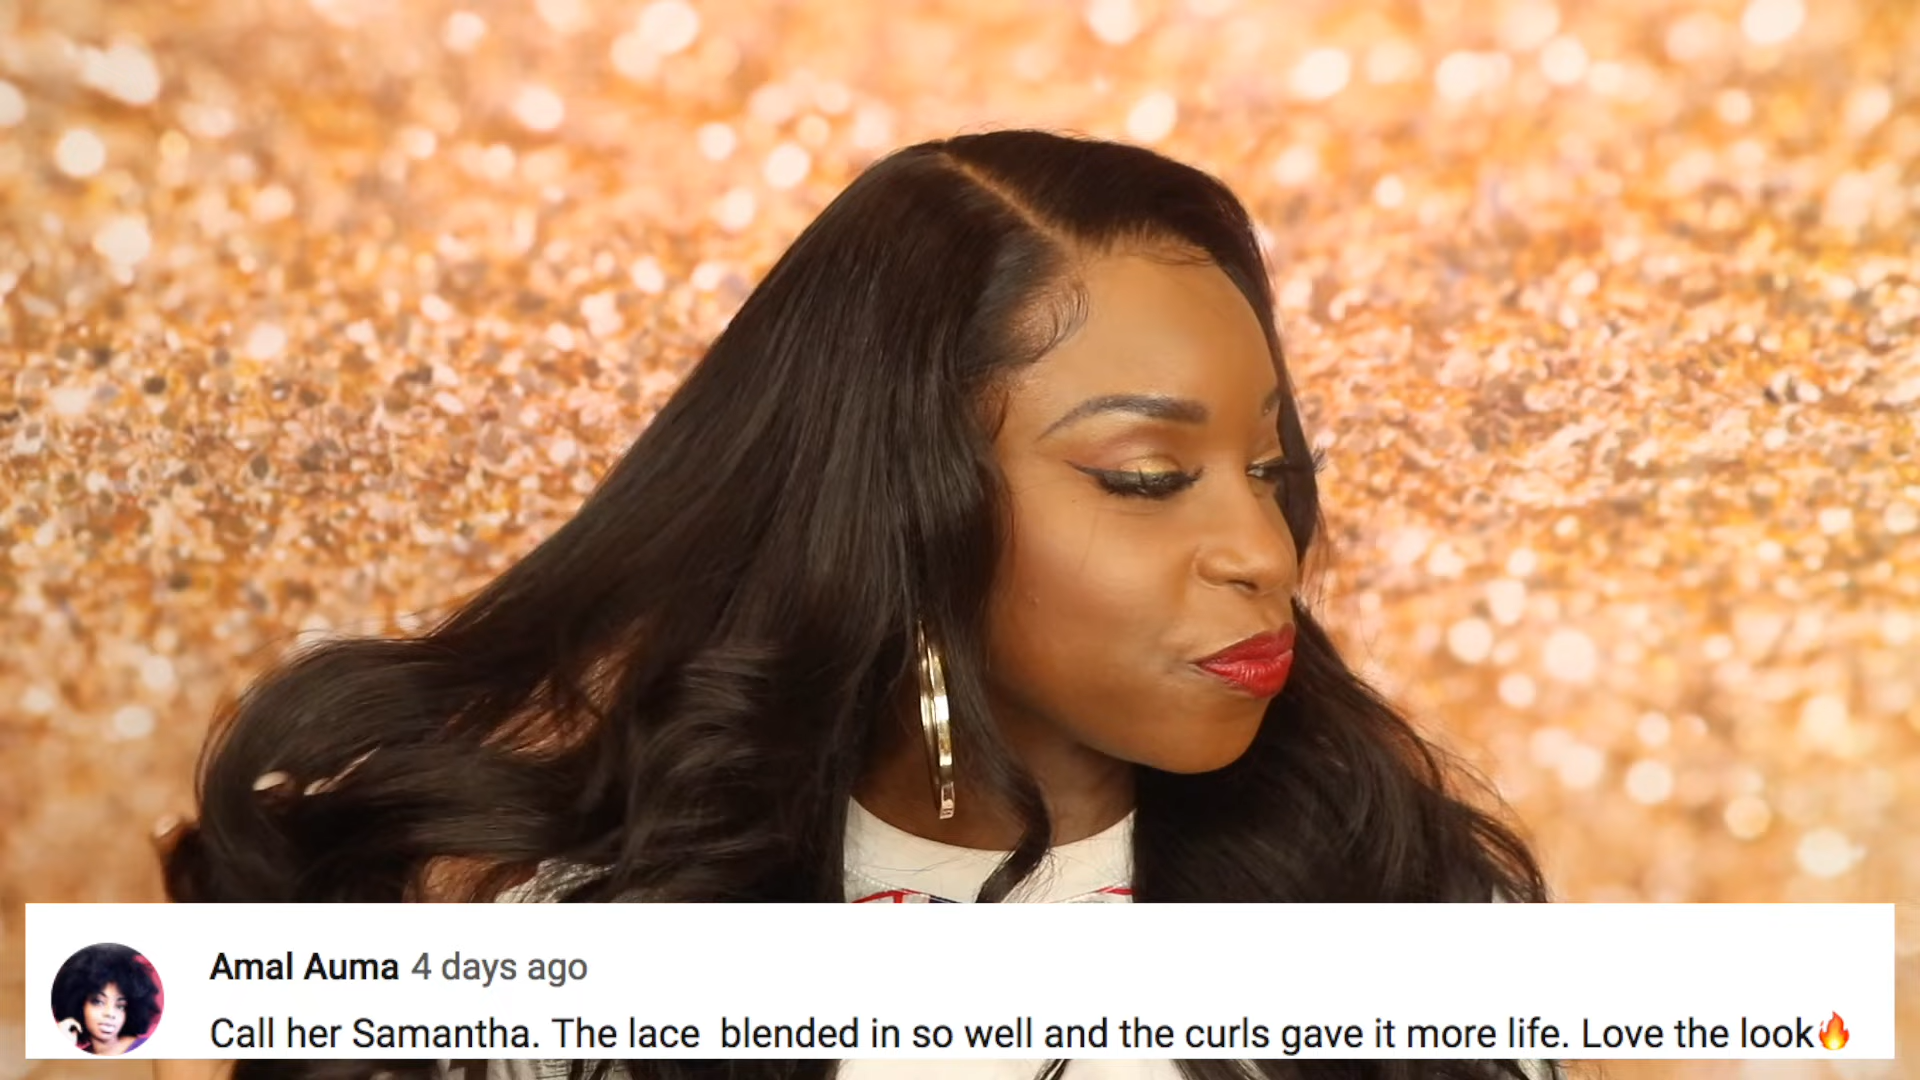 Amal Auma 4 days ago
Call her Samantha. The lace  blended in so well and the curls gave it more life. Love the look🔥